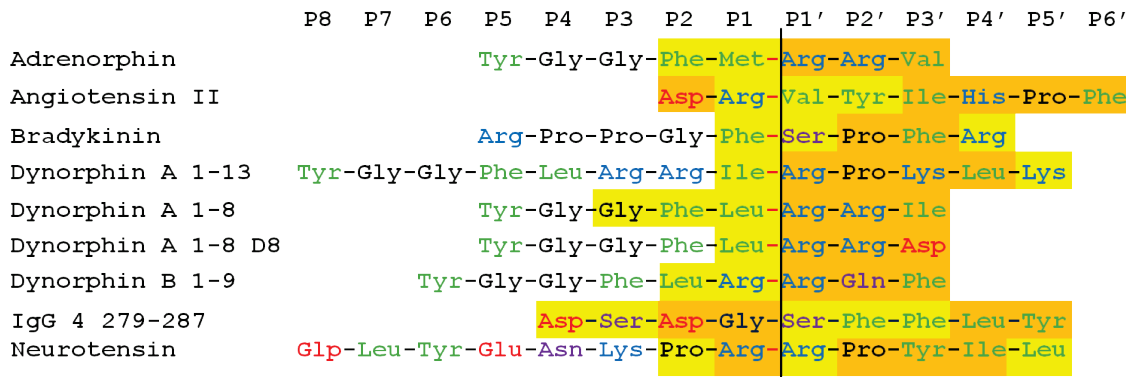 P8 P7 P6 P5 P4 P3 P2 P1 P1′ P2′ P3′ P4′ P5′ P6′
Adrenorphin Tyr-Gly-Gly-Phe-Met-Arg-Arg-Val
Angiotensin II Asp-Arg-Val-Tyr-Ile-His-Pro-Phe
Bradykinin Arg-Pro-Pro-Gly-Phe-Ser-Pro-Phe-Arg
Dynorphin A 1-13 Tyr-Gly-Gly-Phe-Leu-Arg-Arg-Ile-Arg-Pro-Lys-Leu-Lys
Dynorphin A 1-8 Tyr-Gly-Gly-Phe-Leu-Arg-Arg-Ile
Dynorphin A 1-8 D8 Tyr-Gly-Gly-Phe-Leu-Arg-Arg-Asp
Dynorphin B 1-9 Tyr-Gly-Gly-Phe-Leu-Arg-Arg-Gln-Phe
IgG 4 279-287 Asp-Ser-Asp-Gly-Ser-Phe-Phe-Leu-Tyr
Neurotensin Glp-Leu-Tyr-Glu-Asn-Lys-Pro-Arg-Arg-Pro-Tyr-Ile-Leu